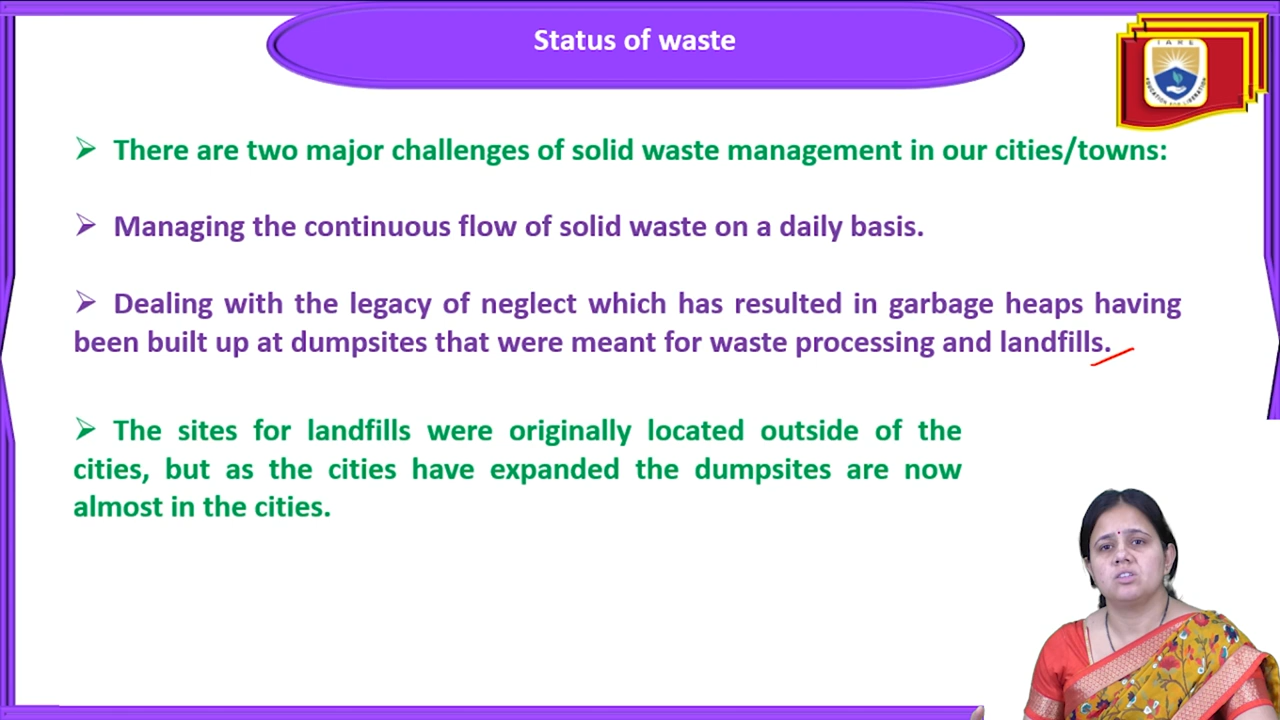 Status of waste
IARE
EDUCATION FOR LIBERATION
➢ There are two major challenges of solid waste management in our cities/towns:
➢ Managing the continuous flow of solid waste on a daily basis.
➢ Dealing with the legacy of neglect which has resulted in garbage heaps having
been built up at dumpsites that were meant for waste processing and landfills.
➢ The sites for landfills were originally located outside of the
cities, but as the cities have expanded the dumpsites are now
almost in the cities.